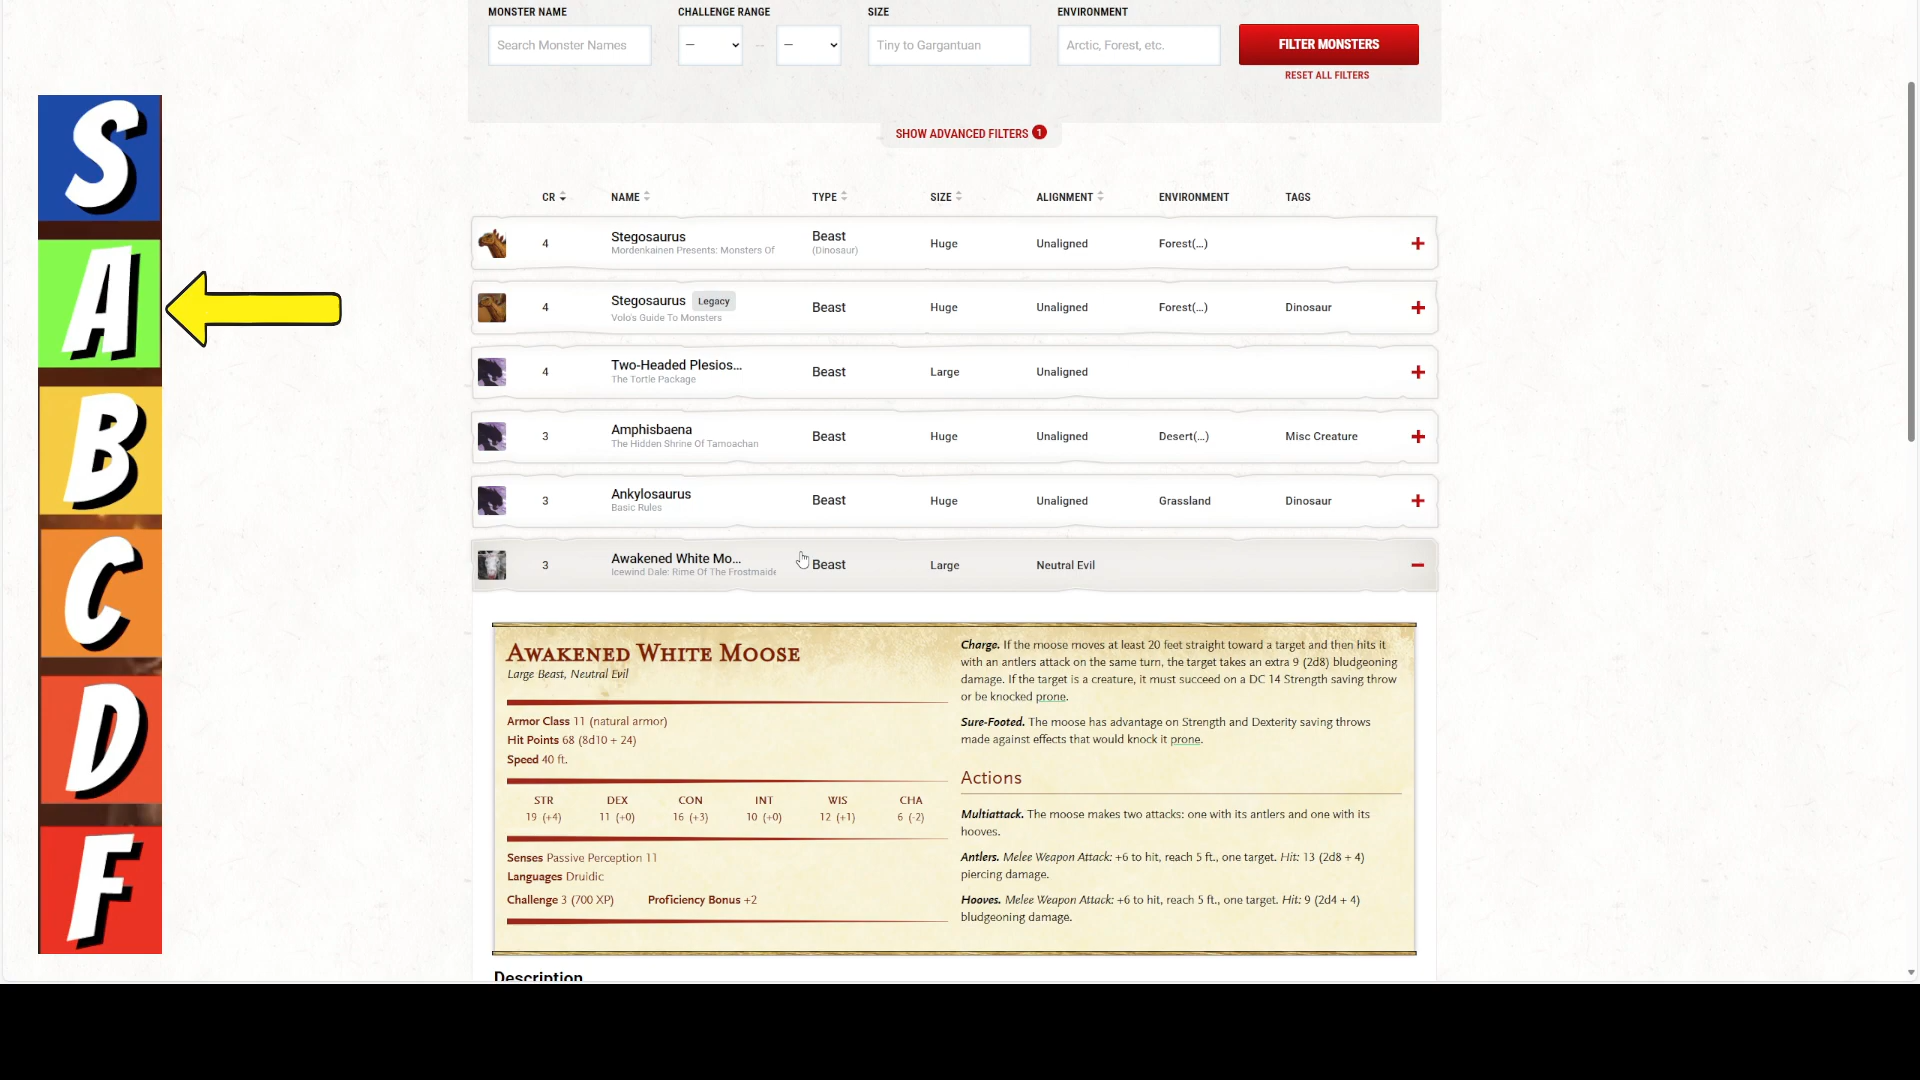 MONSTER NAME CHALLENGE RANGE SIZE ENVIRONMENT
Search Monster Names – -- – Tiny to Gargantuan Arctic, Forest, etc. FILTER MONSTERS
RESET ALL FILTERS
SHOW ADVANCED FILTERS 1
S
A
B
C
D
F
CR NAME TYPE SIZE ALIGNMENT ENVIRONMENT TAGS
4 Stegosaurus Beast Huge Unaligned Forest(...)
Mordenkainen Presents: Monsters Of (Dinosaur)
4 Stegosaurus Legacy Beast Huge Unaligned Forest(...) Dinosaur
Volo's Guide To Monsters
4 Two-Headed Plesios... Beast Large Unaligned
The Tortle Package
3 Amphisbaena Beast Huge Unaligned Desert(...) Misc Creature
The Hidden Shrine Of Tamoachan
3 Ankylosaurus Beast Huge Unaligned Grassland Dinosaur
Basic Rules
3 Awakened White Mo... Beast Large Neutral Evil
Icewind Dale: Rime Of The Frostmaide
AWAKENED WHITE MOOSE
Large Beast, Neutral Evil
Armor Class 11 (natural armor)
Hit Points 68 (8d10 + 24)
Speed 40 ft.
STR DEX CON INT WIS CHA
19 (+4) 11 (+0) 16 (+3) 10 (+0) 12 (+1) 6 (-2)
Senses Passive Perception 11
Languages Druidic
Challenge 3 (700 XP) Proficiency Bonus +2
Charge. If the moose moves at least 20 feet straight toward a target and then hits it
with an antlers attack on the same turn, the target takes an extra 9 (2d8) bludgeoning
damage. If the target is a creature, it must succeed on a DC 14 Strength saving throw
or be knocked prone.
Sure-Footed. The moose has advantage on Strength and Dexterity saving throws
made against effects that would knock it prone.
Actions
Multiattack. The moose makes two attacks: one with its antlers and one with its
hooves.
Antlers. Melee Weapon Attack: +6 to hit, reach 5 ft., one target. Hit: 13 (2d8 + 4)
piercing damage.
Hooves. Melee Weapon Attack: +6 to hit, reach 5 ft., one target. Hit: 9 (2d4 + 4)
bludgeoning damage.
Description